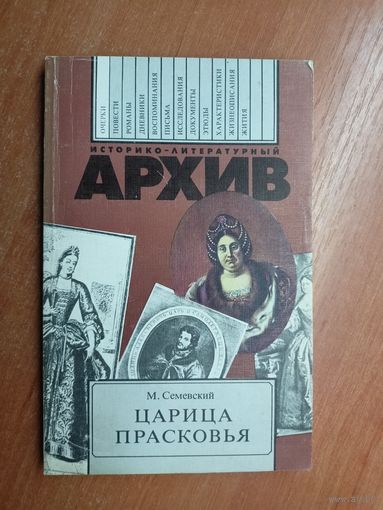 ОЧЕРКИ
ПОВЕСТИ
РОМАНЫ
ДНЕВНИКИ
ВОСПОМИНАНИЯ
ПИСЬМА
ИССЛЕДОВАНИЯ
ДОКУМЕНТЫ
ЭТЮДЫ
ХАРАКТЕРИСТИКИ
ЖИЗНЕОПИСАНИЯ
ЖИТИЯ
ИСТОРИКО-ЛИТЕРАТУРНЫЙ
АРХИВ
М. Семевский
ЦАРИЦА
ПРАСКОВЬЯ